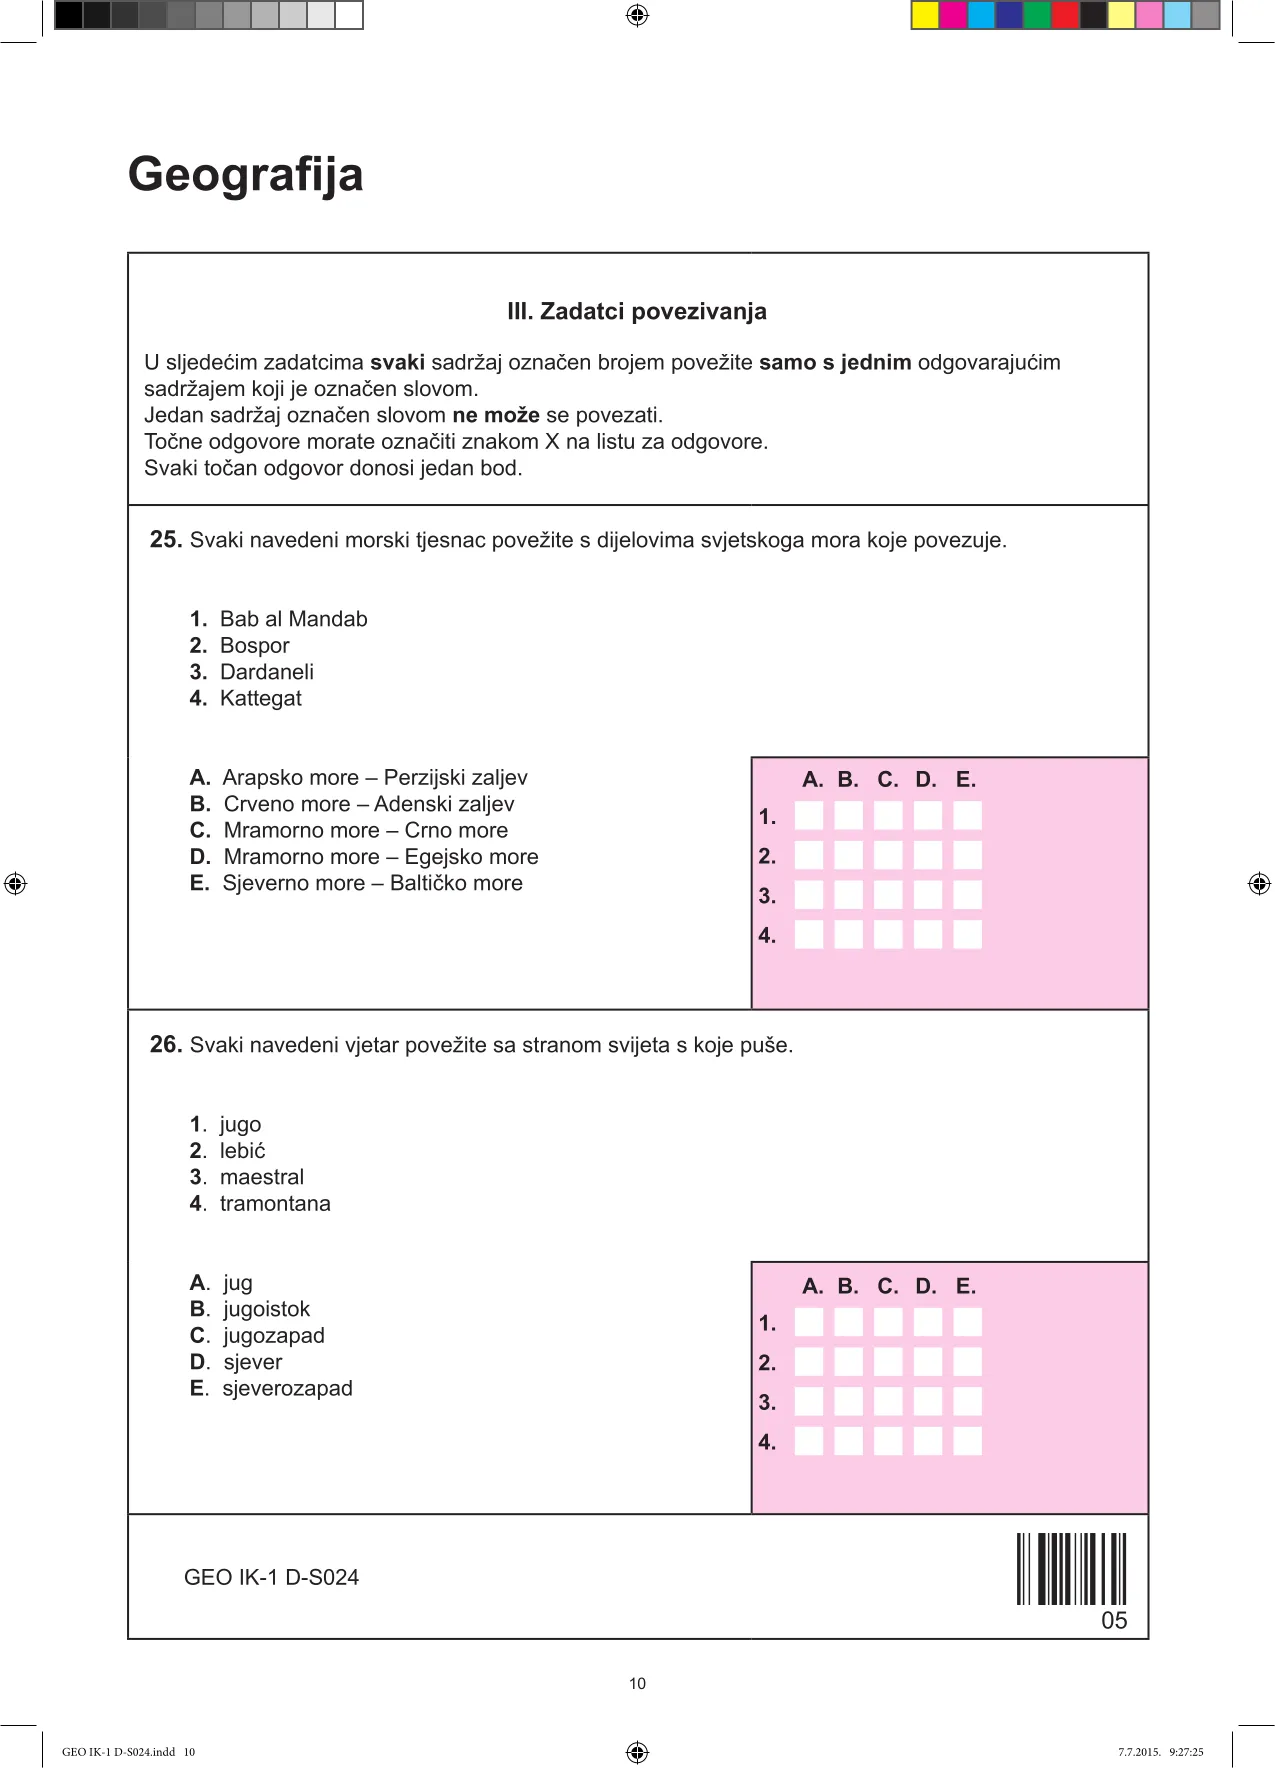 Geografija
III. Zadatci povezivanja
U sljedećim zadatcima svaki sadržaj označen brojem povežite samo s jednim odgovarajućim
sadržajem koji je označen slovom.
Jedan sadržaj označen slovom ne može se povezati.
Točne odgovore morate označiti znakom X na listu za odgovore.
Svaki točan odgovor donosi jedan bod.
25. Svaki navedeni morski tjesnac povežite s dijelovima svjetskoga mora koje povezuje.
1. Bab al Mandab
2. Bospor
3. Dardaneli
4. Kattegat
A. Arapsko more – Perzijski zaljev
B. Crveno more – Adenski zaljev
C. Mramorno more – Crno more
D. Mramorno more – Egejsko more
E. Sjeverno more – Baltičko more
A. B. C. D. E.
1.
2.
3.
4.
26. Svaki navedeni vjetar povežite sa stranom svijeta s koje puše.
1. jugo
2. lebić
3. maestral
4. tramontana
A. jug
B. jugoistok
C. jugozapad
D. sjever
E. sjeverozapad
A. B. C. D. E.
1.
2.
3.
4.
GEO IK-1 D-S024
05
10
GEO IK-1 D-S024.indd 10
7.7.2015. 9:27:25